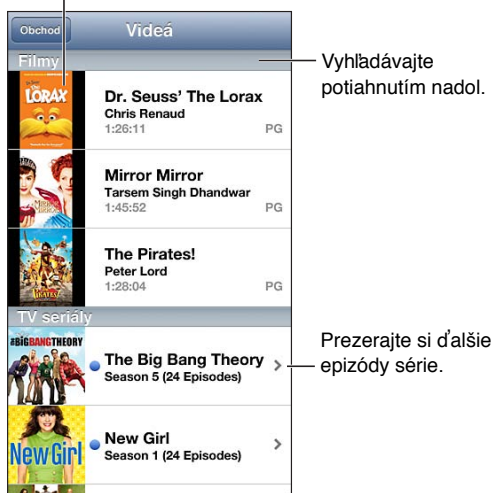 Obchod
Videá
Filmy
Vyhľadávajte
potiahnutím nadol.
LORAX
Dr. Seuss' The Lorax
Chris Renaud
1:26:11
PG
Mirror Mirror
Tarsem Singh Dhandwar
1:45:52
PG
The Pirates!
Peter Lord
1:28:04
PG
TV seriály
THE BIG BANG THEORY
The Big Bang Theory
Season 5 (24 Episodes)
Prezerajte si ďalšie
epizódy série.
New Girl
New Girl
Season 1 (24 Episodes)